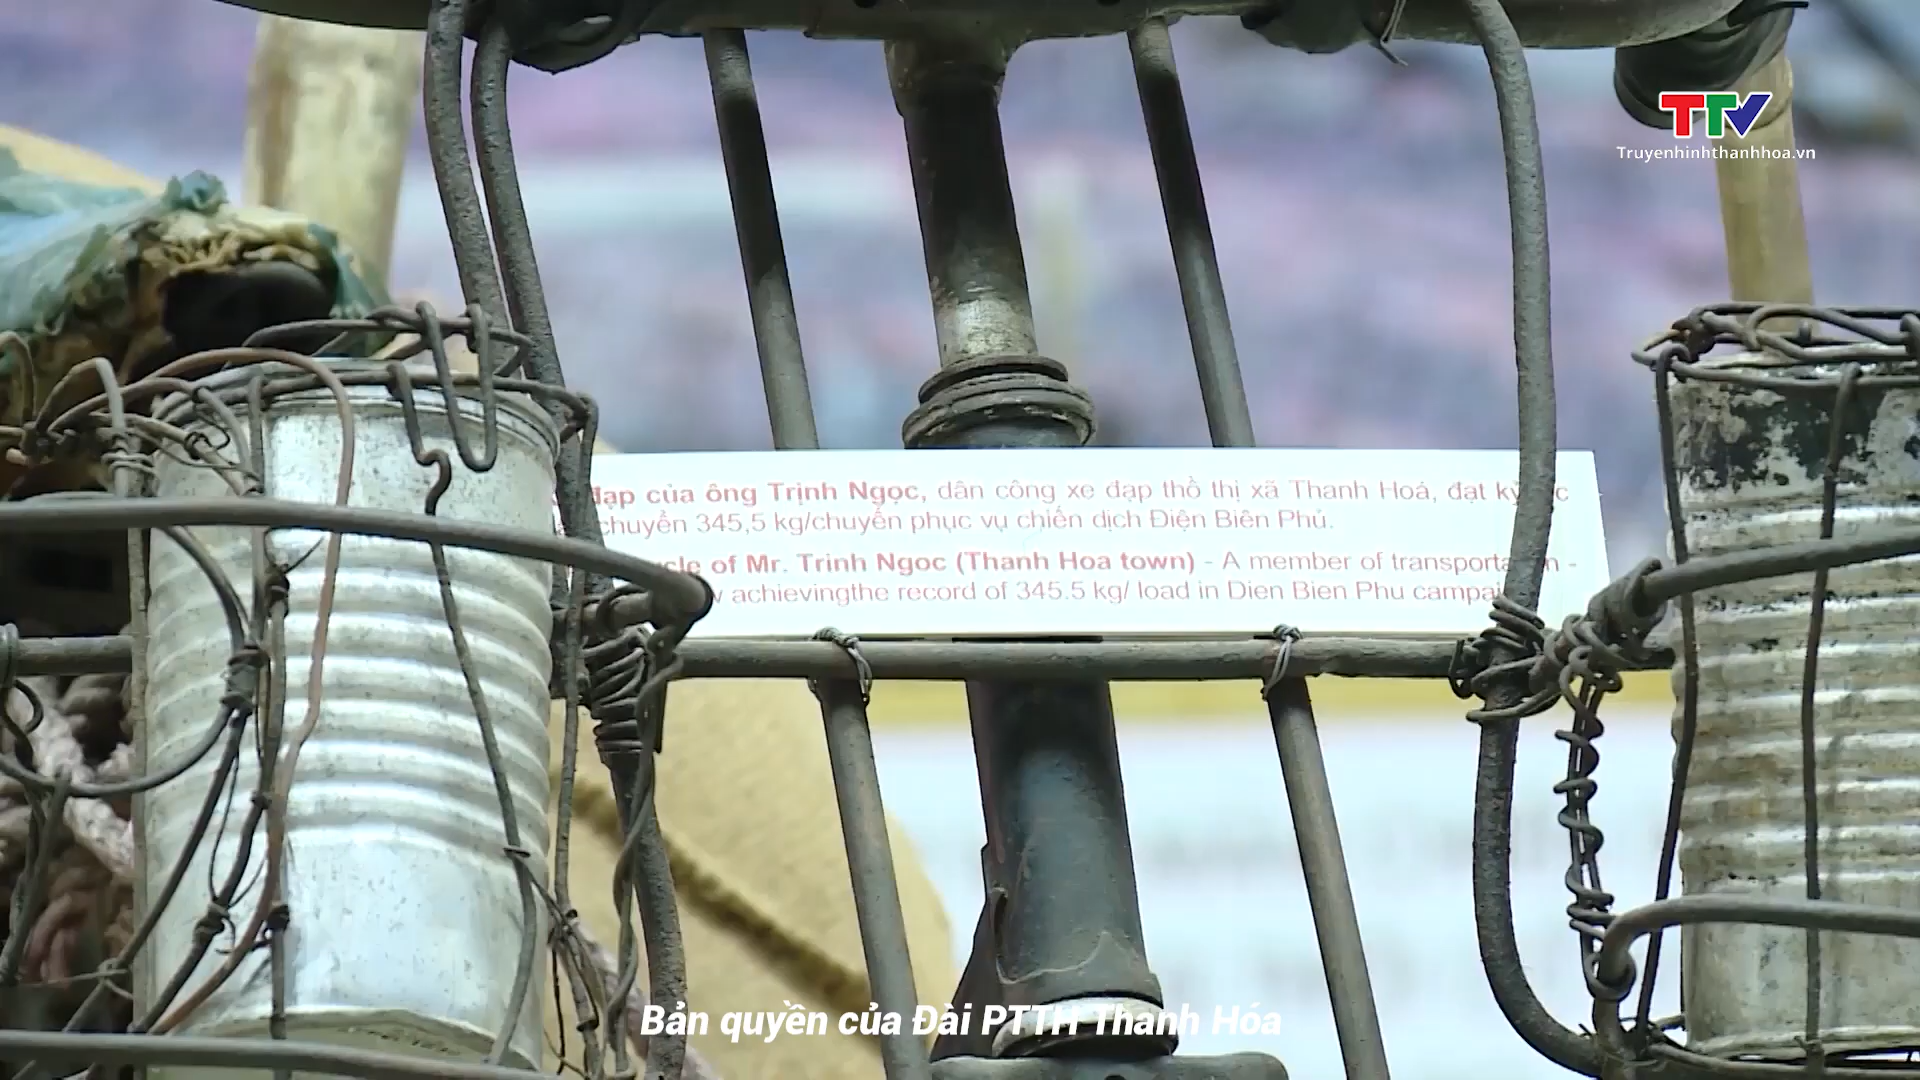 TTV
Truyenhinhthanhhoa.vn
đạp của ông Trịnh Ngọc, dân công xe đạp thồ thị xã Thanh Hoá, đạt kỷ
chuyển 345,5 kg/chuyến phục vụ chiến dịch Điện Biên Phủ.
of Mr. Trinh Ngoc (Thanh Hoa town) - A member of
achievingthe record of 345.5 kg/ load in Dien Bien Phu
Bản quyền của Đài PTTH Thanh Hóa